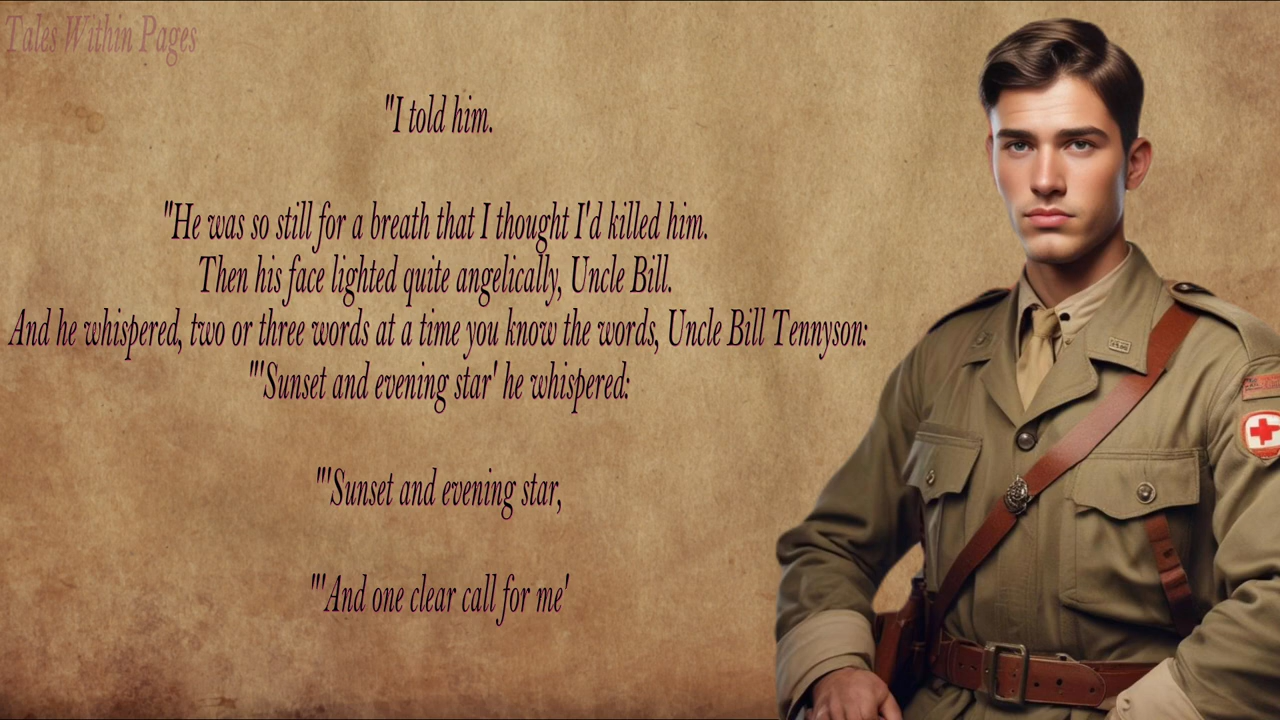 Tales Within Pages
"I told him.
"He was so still for a breath that I thought I'd killed him.
Then his face lighted quite angelically, Uncle Bill.
And he whispered, two or three words at a time you know the words, Uncle Bill Tennyson:
"'Sunset and evening star' he whispered:
"'Sunset and evening star,
"'And one clear call for me'